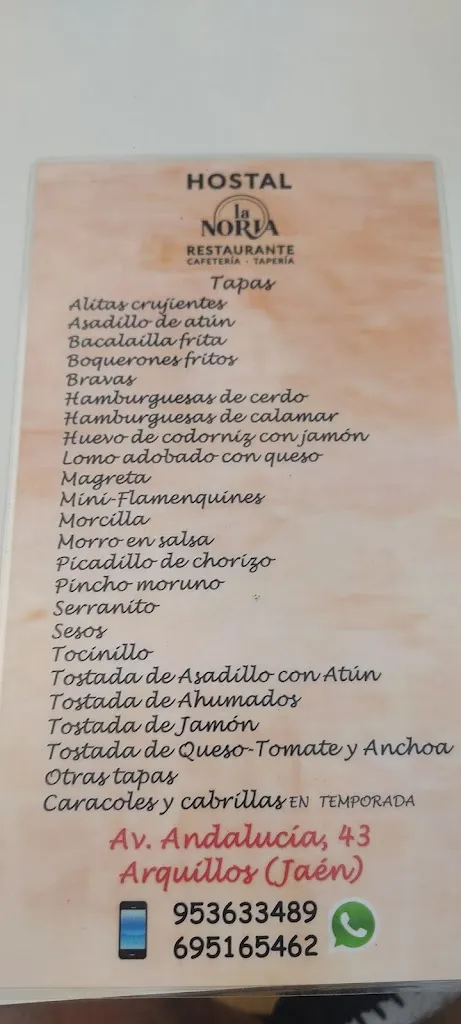 HOSTAL
la
NORIA
RESTAURANTE
CAFETERÍA · TAPERÍA
Tapas
Alitas crujientes
Asadillo de atún
Bacalailla frita
Boquerones fritos
Bravas
Hamburguesas de cerdo
Hamburguesas de calamar
Huevo de codorniz con jamón
Lomo adobado con queso
Magreta
Mini-Flamenquines
Morcilla
Morro en salsa
Picadillo de chorizo
Pincho moruno
Serranito
Sesos
Tocinillo
Tostada de Asadillo con Atún
Tostada de Ahumados
Tostada de Jamón
Tostada de Queso-Tomate y Anchoa
Otras tapas
Caracoles y cabrillas EN TEMPORADA
Av. Andalucía, 43
Arquillos (Jaén)
953633489
695165462